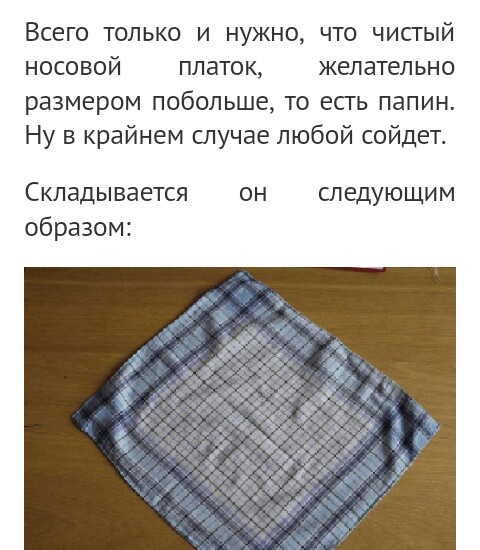 Всего только и нужно, что чистый
носовой платок, желательно
размером побольше, то есть папин.
Ну в крайнем случае любой сойдет.
Складывается он следующим
образом: